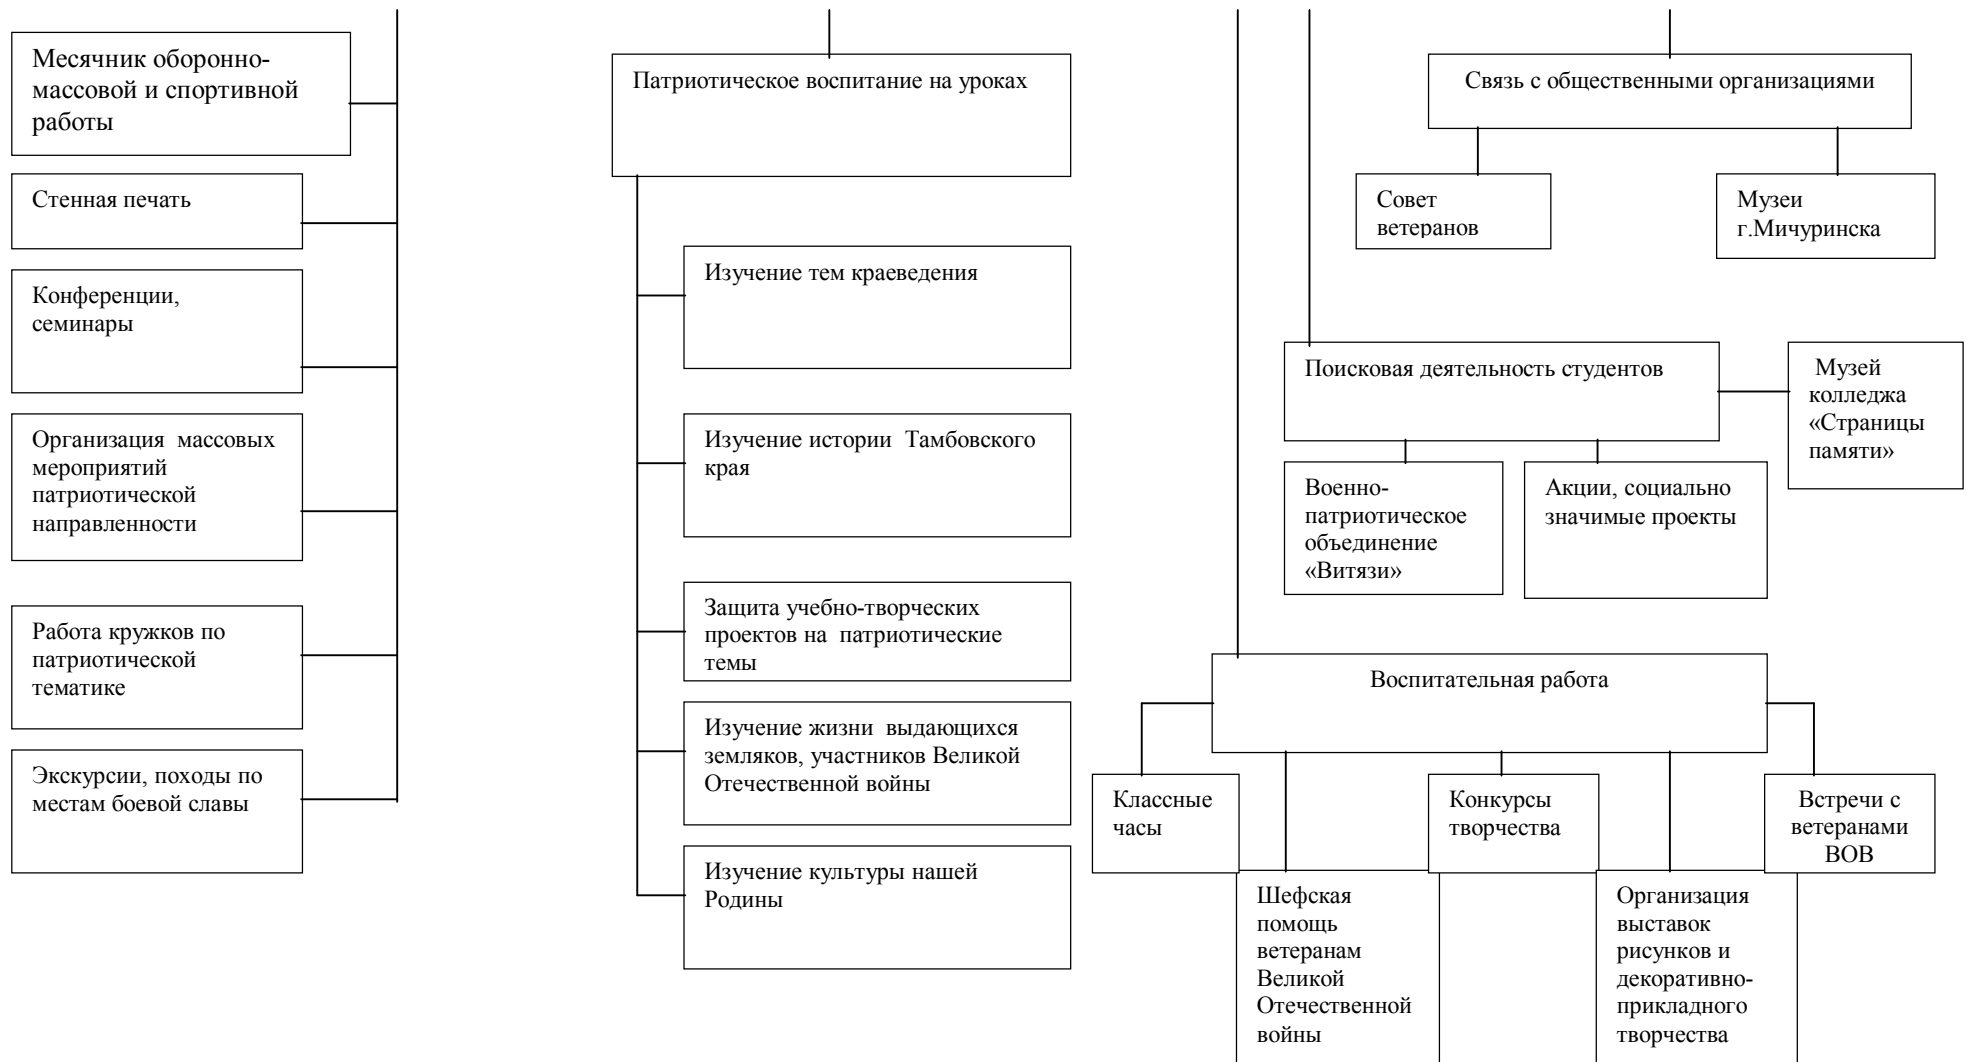 Месячник оборонно-
массовой и спортивной
работы
Стенная печать
Конференции,
семинары
Организация массовых
мероприятий
патриотической
направленности
Работа кружков по
патриотической
тематике
Экскурсии, походы по
местам боевой славы
Патриотическое воспитание на уроках
Изучение тем краеведения
Изучение истории Тамбовского
края
Защита учебно-творческих
проектов на патриотические
темы
Изучение жизни выдающихся
земляков, участников Великой
Отечественной войны
Изучение культуры нашей
Родины
Связь с общественными организациями
Совет
ветеранов
Музеи
г.Мичуринска
Поисковая деятельность студентов
Музей
колледжа
«Страницы
памяти»
Военно-
патриотическое
объединение
«Витязи»
Акции, социально
значимые проекты
Воспитательная работа
Классные
часы
Шефская
помощь
ветеранам
Великой
Отечественной
войны
Конкурсы
творчества
Организация
выставок
рисунков и
декоративно-
прикладного
творчества
Встречи с
ветеранами
ВОВ